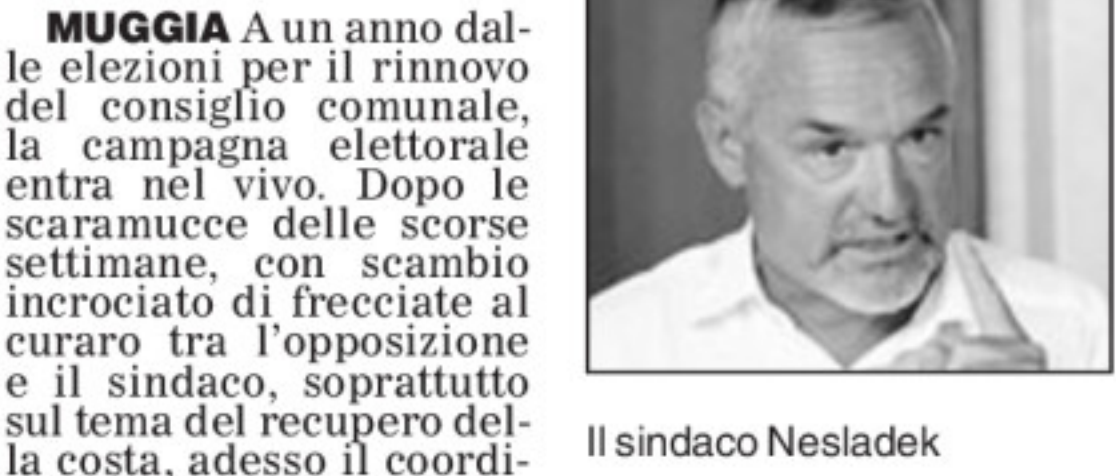 MUGGIA A un anno dal-
le elezioni per il rinnovo
del consiglio comunale,
la campagna elettorale
entra nel vivo. Dopo le
scaramucce delle scorse
settimane, con scambio
incrociato di frecciate al
curaro tra l'opposizione
e il sindaco, soprattutto
sul tema del recupero del-
la costa, adesso il coordi-
Il sindaco Nesladek